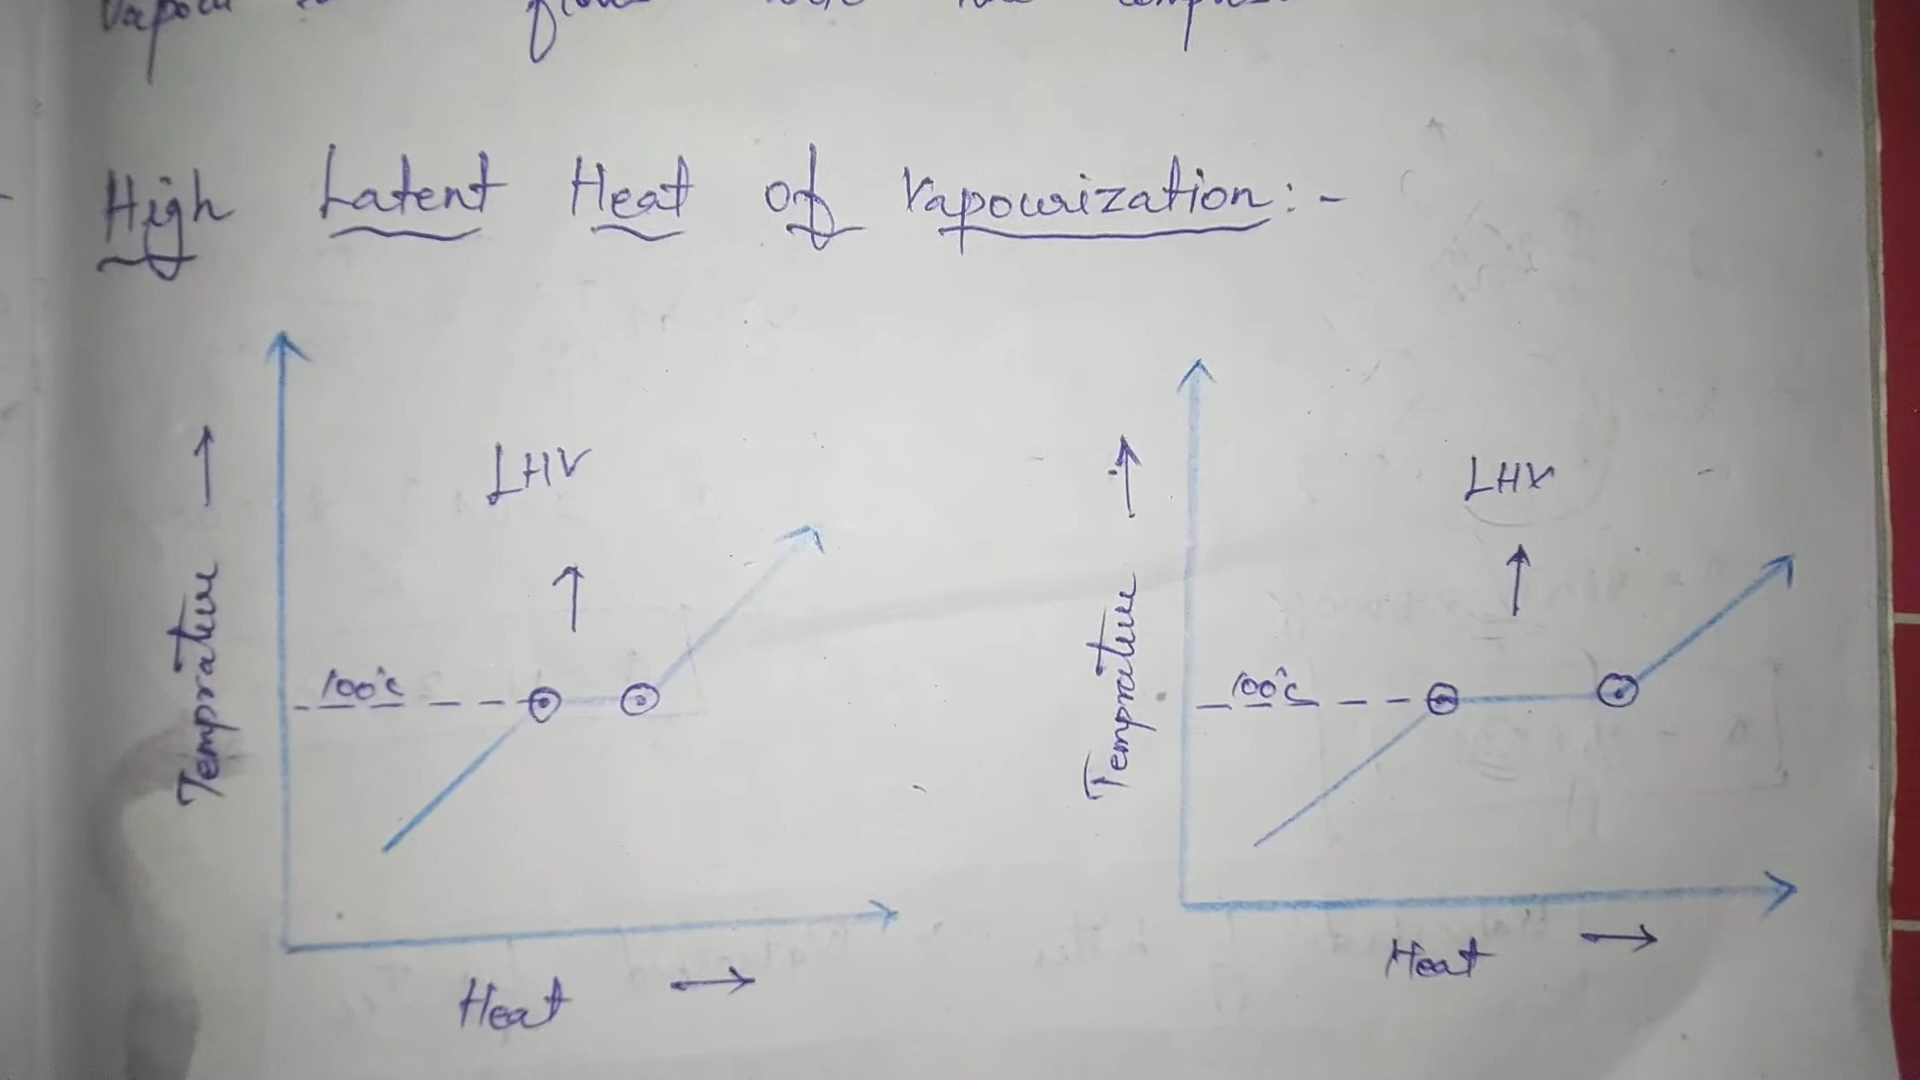 High Latent Heat Of Vapourization:-
LHV
↑
Temprature →
100°C
Heat →
LHV
↑
Temprature →
100°C
Heat →